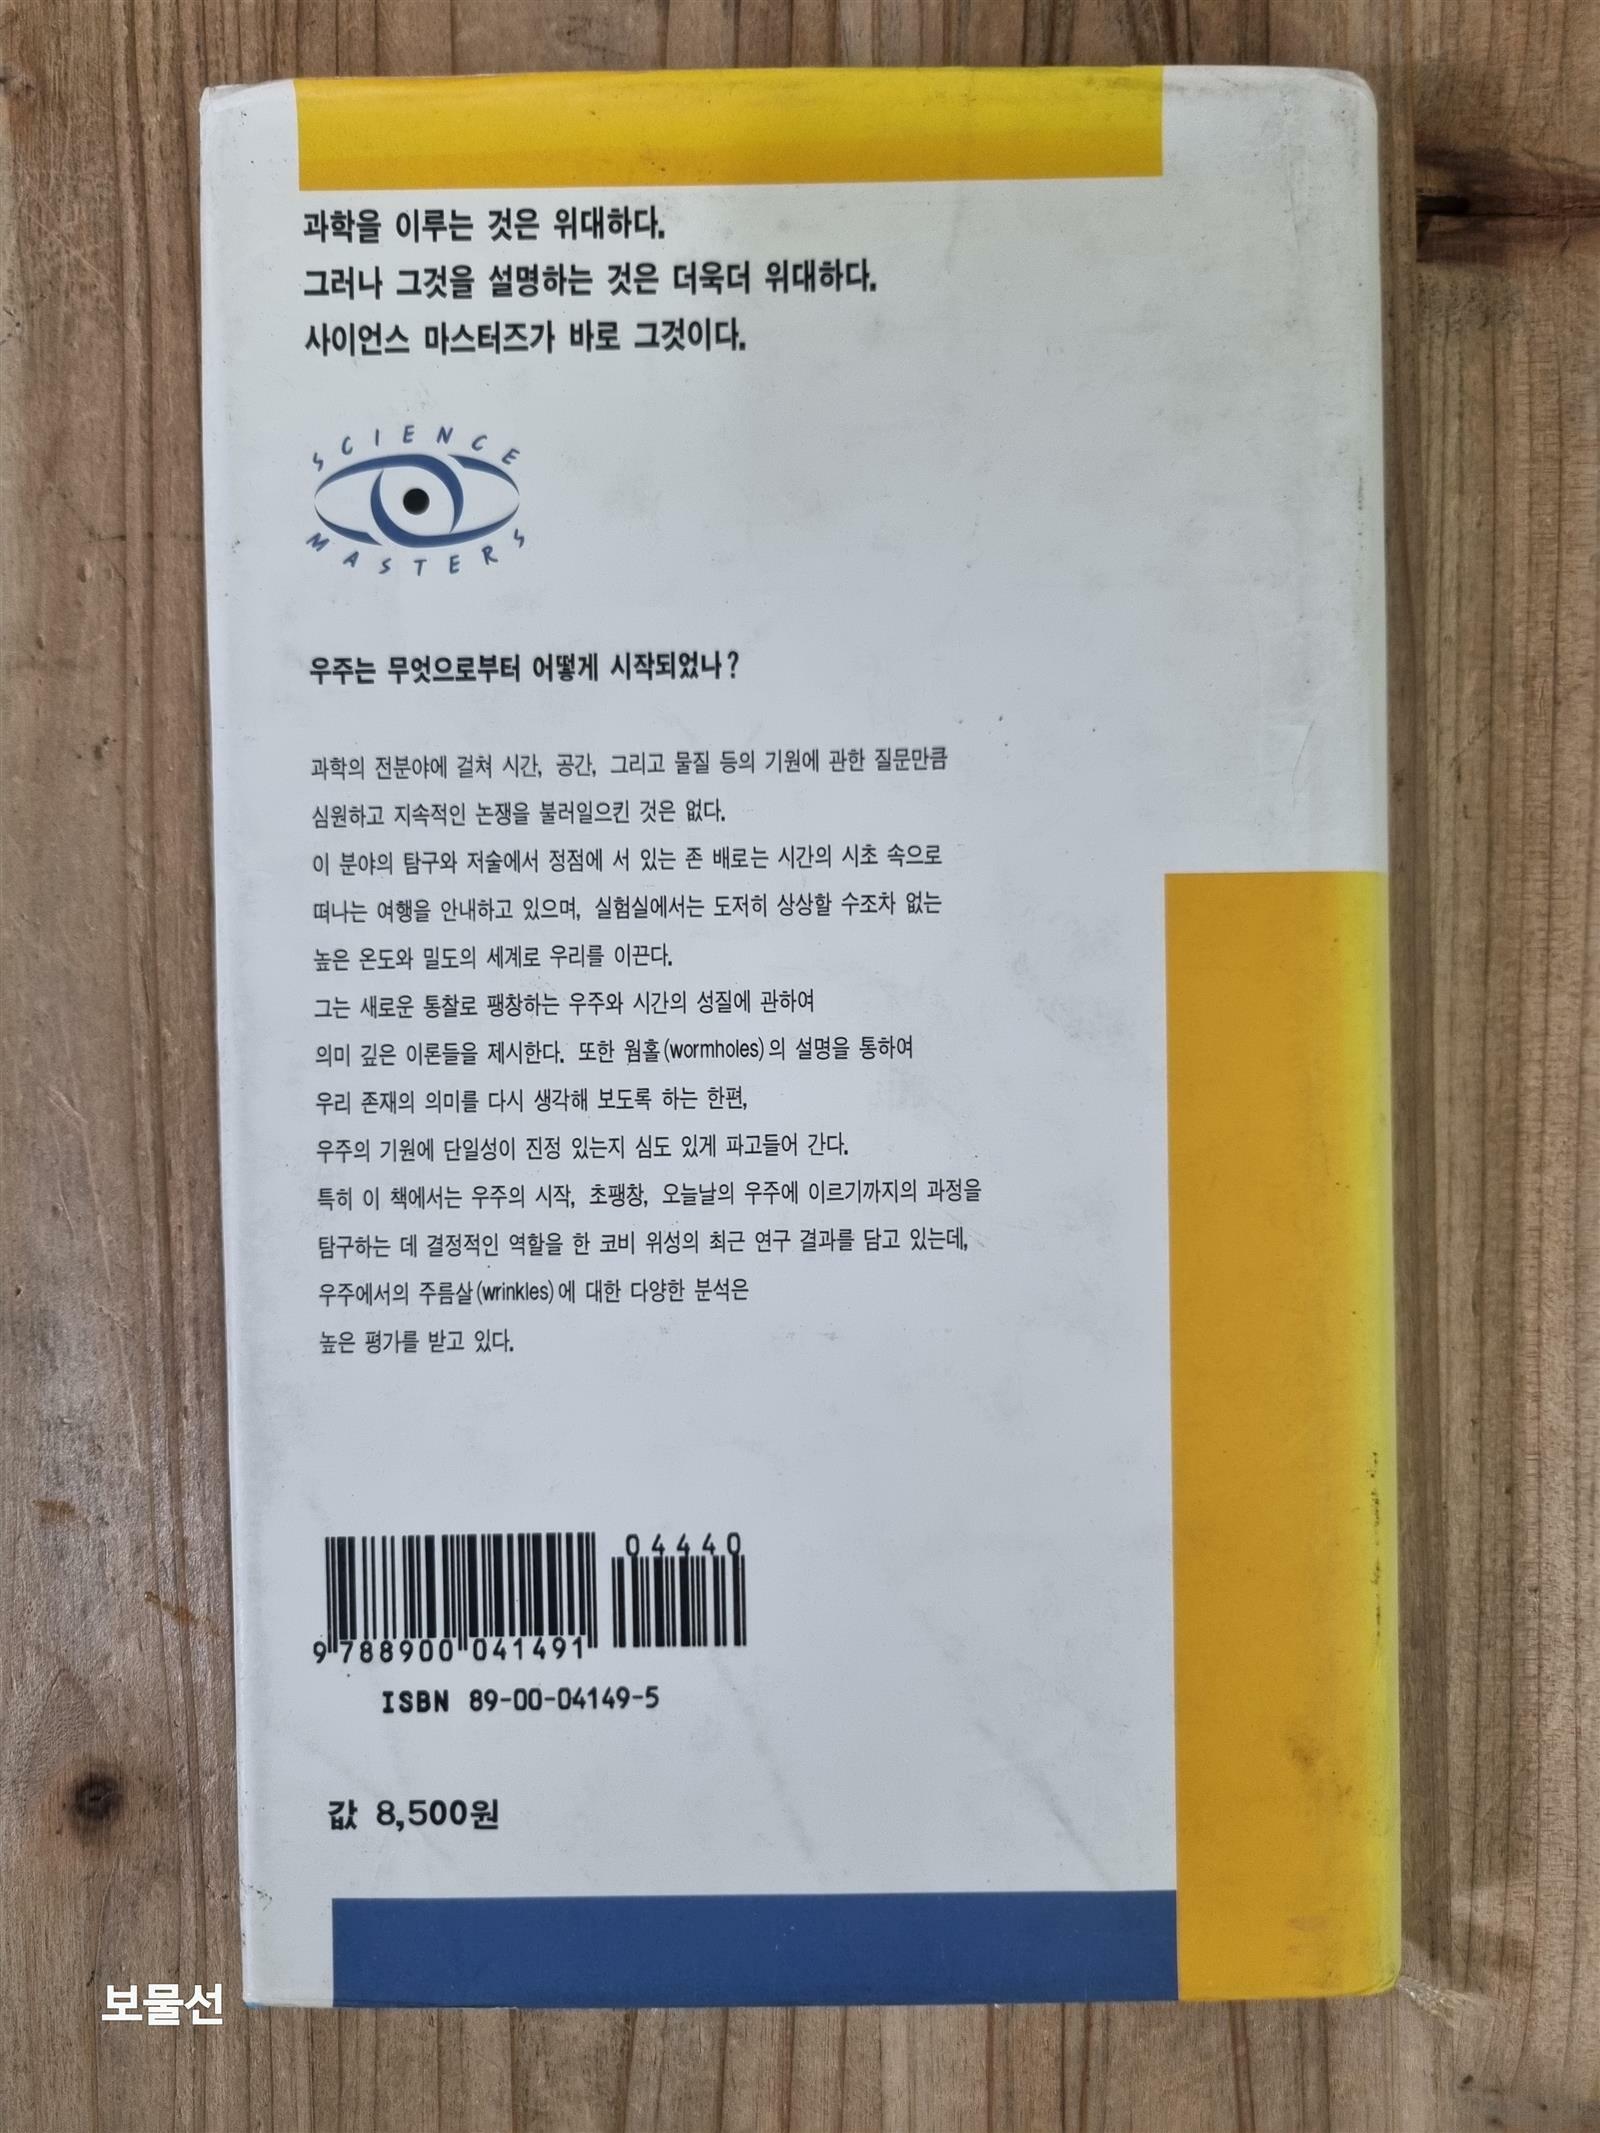 과학을 이루는 것은 위대하다.
그러나 그것을 설명하는 것은 더욱더 위대하다.
사이언스 마스터즈가 바로 그것이다.
SCIENCE
MASTERS
우주는 무엇으로부터 어떻게 시작되었나?
과학의 전분야에 걸쳐 시간, 공간, 그리고 물질 등의 기원에 관한 질문만큼
심원하고 지속적인 논쟁을 불러일으킨 것은 없다.
이 분야의 탐구와 저술에서 정점에 서 있는 존 배로는 시간의 시초 속으로
떠나는 여행을 안내하고 있으며, 실험실에서는 도저히 상상할 수조차 없는
높은 온도와 밀도의 세계로 우리를 이끈다.
그는 새로운 통찰로 팽창하는 우주와 시간의 성질에 관하여
의미 깊은 이론들을 제시한다. 또한 웜홀(wormholes)의 설명을 통하여
우리 존재의 의미를 다시 생각해 보도록 하는 한편,
우주의 기원에 단일성이 진정 있는지 심도 있게 파고들어 간다.
특히 이 책에서는 우주의 시작, 초팽창, 오늘날의 우주에 이르기까지의 과정을
탐구하는 데 결정적인 역할을 한 코비 위성의 최근 연구 결과를 담고 있는데,
우주에서의 주름살(wrinkles)에 대한 다양한 분석은
높은 평가를 받고 있다.
04440
9 788900 041491
ISBN 89-00-04149-5
값 8,500원
보물선